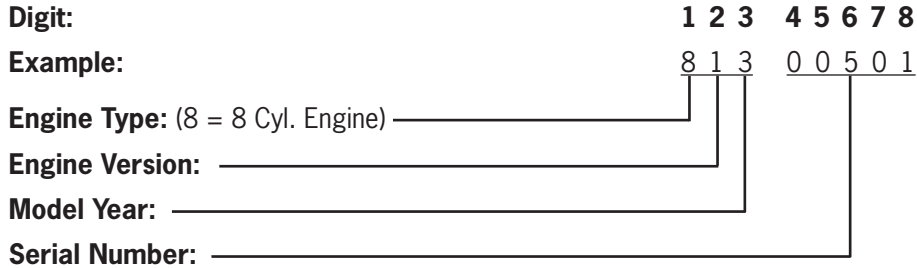 Digit: 1 2 3 4 5 6 7 8
Example: 8 1 3 0 0 5 0 1
Engine Type: (8 = 8 Cyl. Engine)
Engine Version:
Model Year:
Serial Number: